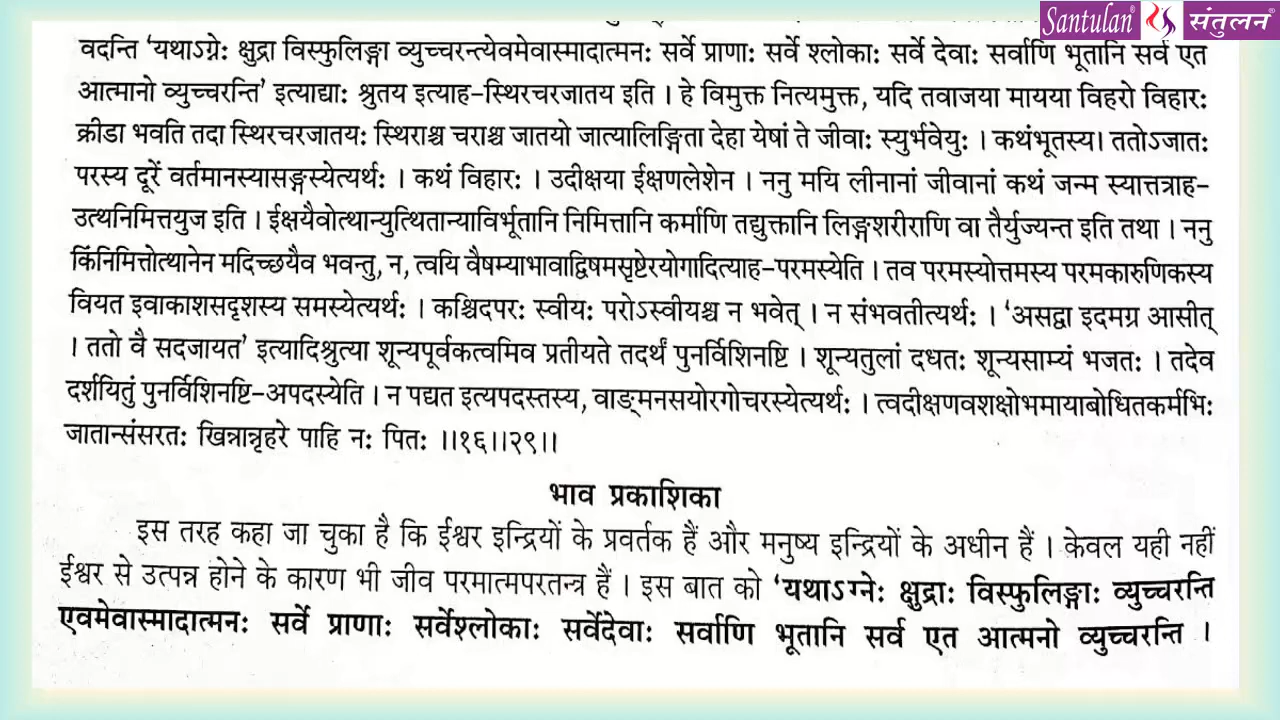 Santulan® संतुलन®
वदन्ति ‘यथाऽग्नेः क्षुद्रा विस्फुलिङ्गा व्युच्चरन्त्येवमेवास्मादात्मनः सर्वे प्राणाः सर्वे श्लोकाः सर्वे देवाः सर्वाणि भूतानि सर्व एत
आत्मानो व्युच्चरन्ति’ इत्याद्याः श्रुतय इत्याह–स्थिरचरजातय इति । हे विमुक्त नित्यमुक्त, यदि तवाजया मायया विहरो विहारः
क्रीडा भवति तदा स्थिरचरजातयः स्थिराश्च चराश्च जातयो जात्यालिङ्गिता देहा येषां ते जीवाः स्युर्भवेयुः । कथंभूतस्य। ततोऽजातः
परस्य दूरें वर्तमानस्यासङ्गस्येत्यर्थः । कथं विहारः । उदीक्षया ईक्षणलेशेन । ननु मयि लीनानां जीवानां कथं जन्म स्यात्तत्राह–
उत्थनिमित्तयुज इति । ईक्षयैवोत्थान्युत्थितान्याविर्भूतानि निमित्तानि कर्माणि तद्युक्तानि लिङ्गशरीराणि वा तैर्युज्यन्त इति तथा । ननु
किंनिमित्तोत्थानेन मदिच्छयैव भवन्तु, न, त्वयि वैषम्याभावाद्विषमसृष्टेरयोगादित्याह–परमस्येति । तव परमस्योत्तमस्य परमकारुणिकस्य
वियत इवाकाशसदृशस्य समस्येत्यर्थः । कश्चिदपरः स्वीयः परोऽस्वीयश्च न भवेत् । न संभवतीत्यर्थः । ‘असद्वा इदमग्र आसीत्
। ततो वै सदजायत’ इत्यादिश्रुत्या शून्यपूर्वकत्वमिव प्रतीयते तदर्थं पुनर्विशिनष्टि । शून्यतुलां दधतः शून्यसाम्यं भजतः । तदेव
दर्शयितुं पुनर्विशिनष्टि–अपदस्येति । न पद्यत इत्यपदस्तस्य, वाङ्मनसयोरगोचरस्येत्यर्थः । त्वदीक्षणवशक्षोभमायाबोधितकर्मभिः
जातान्संसरतः खिन्नान्नृहरे पाहि नः पितः ।।१६।।२९।।
भाव प्रकाशिका
इस तरह कहा जा चुका है कि ईश्वर इन्द्रियों के प्रवर्तक हैं और मनुष्य इन्द्रियों के अधीन हैं । केवल यही नहीं
ईश्वर से उत्पन्न होने के कारण भी जीव परमात्मपरतन्त्र हैं । इस बात को ‘यथाऽग्नेः क्षुद्राः विस्फुलिङ्गाः व्युच्चरन्ति
एवमेवास्मादात्मनः सर्वे प्राणाः सर्वेश्लोकाः सर्वेदेवाः सर्वाणि भूतानि सर्व एत आत्मनो व्युच्चरन्ति ।